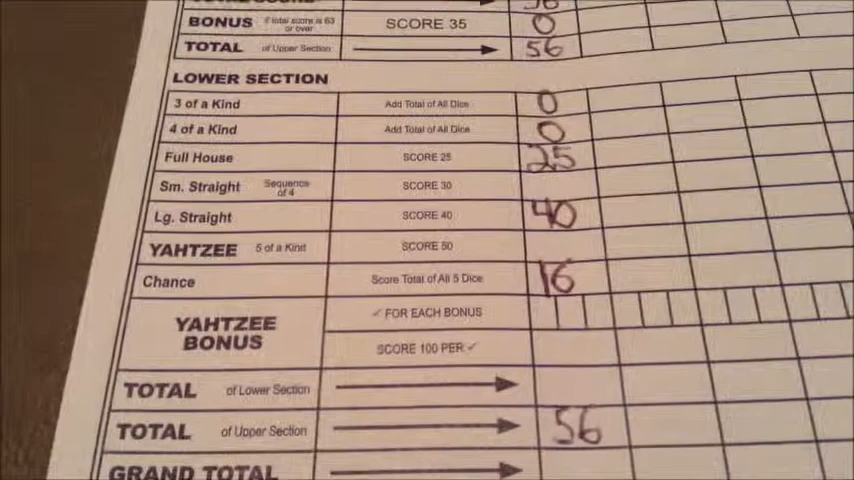 BONUS If total score is 63 or over SCORE 35 0
TOTAL of Upper Section 56
LOWER SECTION
3 of a Kind Add Total of All Dice 0
4 of a Kind Add Total of All Dice 0
Full House SCORE 25 25
Sm. Straight Sequence of 4 SCORE 30
Lg. Straight SCORE 40 40
YAHTZEE 5 of a Kind SCORE 50
Chance Score Total of All 5 Dice 16
YAHTZEE BONUS ✓ FOR EACH BONUS
SCORE 100 PER ✓
TOTAL of Lower Section
TOTAL of Upper Section 56
GRAND TOTAL